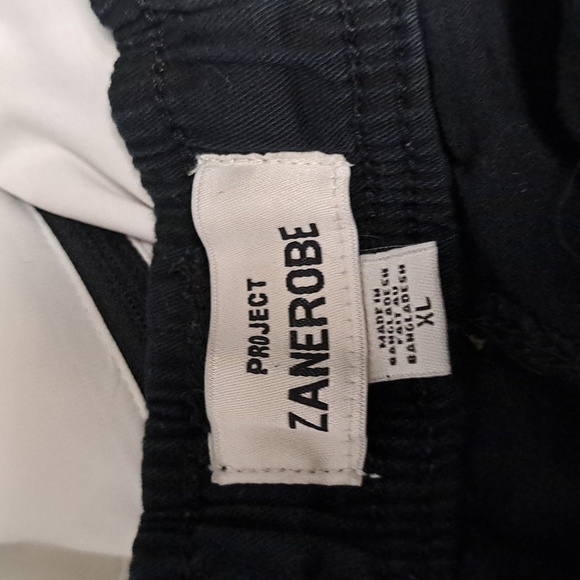 PROJECT
ZANEROBE
MADE IN
BANGLADESH
FAIT AU
BANGLADESH
XL